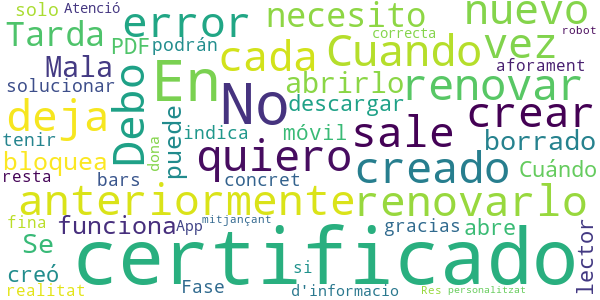 solo Atenció error necesito nuevo
Tarda PDF podrán cada Cuando vez correcta robot
Mala En abrirlo renovar aforament
solucionar Debo No descargar crear
deja puede indica móvil sale borrado
tenir bloquea dona quiero creado Cuándo
resta bars concret
anteriormente renovarlo
fina funciona App mitjançant gracias abre lector
Se certificado
creó si
realitat Fase d'informacio Res personalitzat